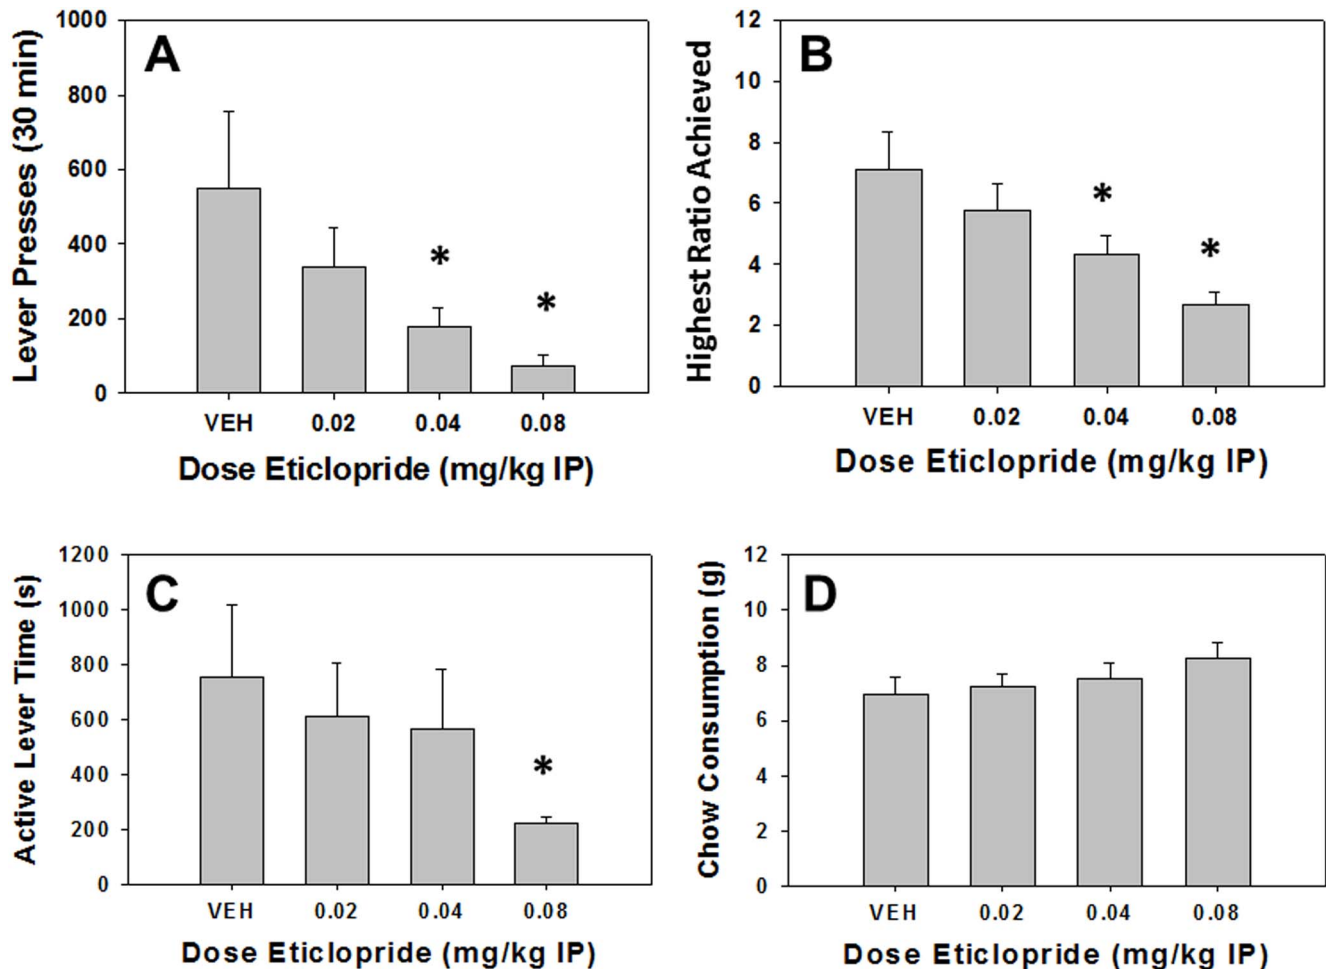 A
Lever Presses (30 min)
1000
800
600
400
200
0
*
*
VEH 0.02 0.04 0.08
Dose Eticlopride (mg/kg IP)
B
Highest Ratio Achieved
12
10
8
6
4
2
0
*
*
VEH 0.02 0.04 0.08
Dose Eticlopride (mg/kg IP)
C
Active Lever Time (s)
1200
1000
800
600
400
200
0
*
VEH 0.02 0.04 0.08
Dose Eticlopride (mg/kg IP)
D
Chow Consumption (g)
12
10
8
6
4
2
0
VEH 0.02 0.04 0.08
Dose Eticlopride (mg/kg IP)